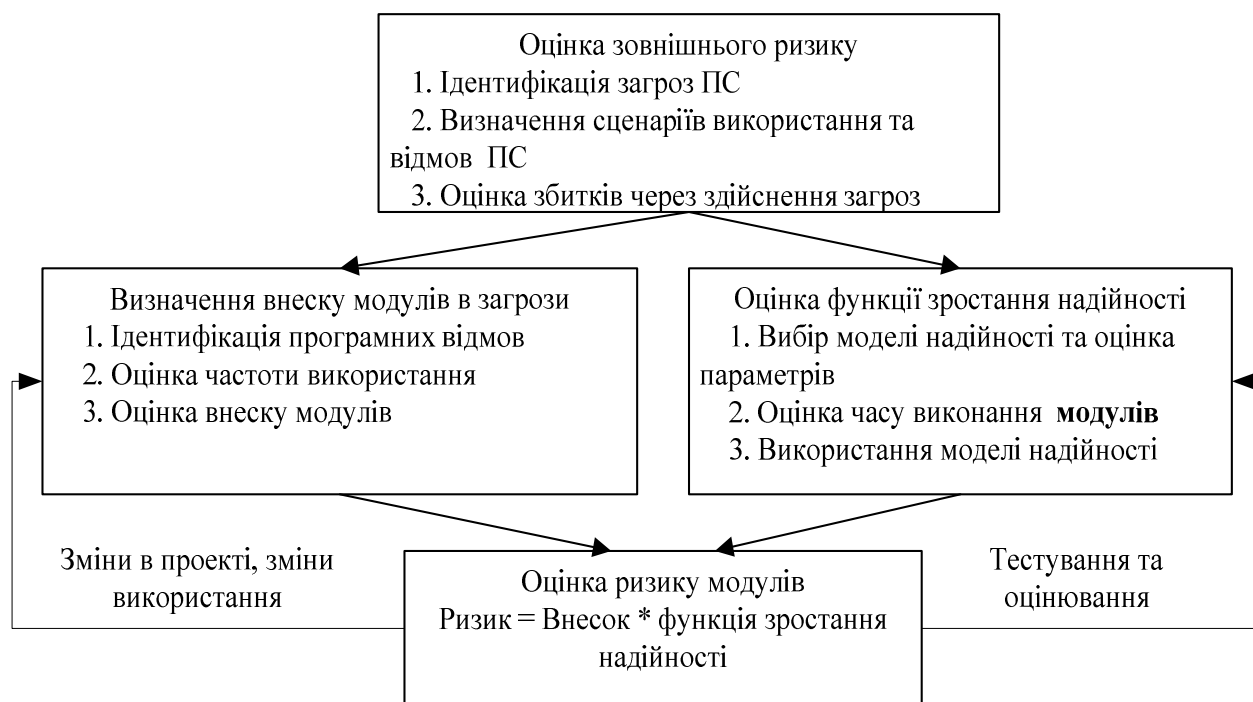 Оцінка зовнішнього ризику
1. Ідентифікація загроз ПС
2. Визначення сценаріїв використання та
відмов ПС
3. Оцінка збитків через здійснення загроз
Визначення внеску модулів в загрози
1. Ідентифікація програмних відмов
2. Оцінка частоти використання
3. Оцінка внеску модулів
Оцінка функції зростання надійності
1. Вибір моделі надійності та оцінка
параметрів
2. Оцінка часу виконання модулів
3. Використання моделі надійності
Зміни в проекті, зміни
використання
Оцінка ризику модулів
Ризик = Внесок * функція зростання
надійності
Тестування та
оцінювання